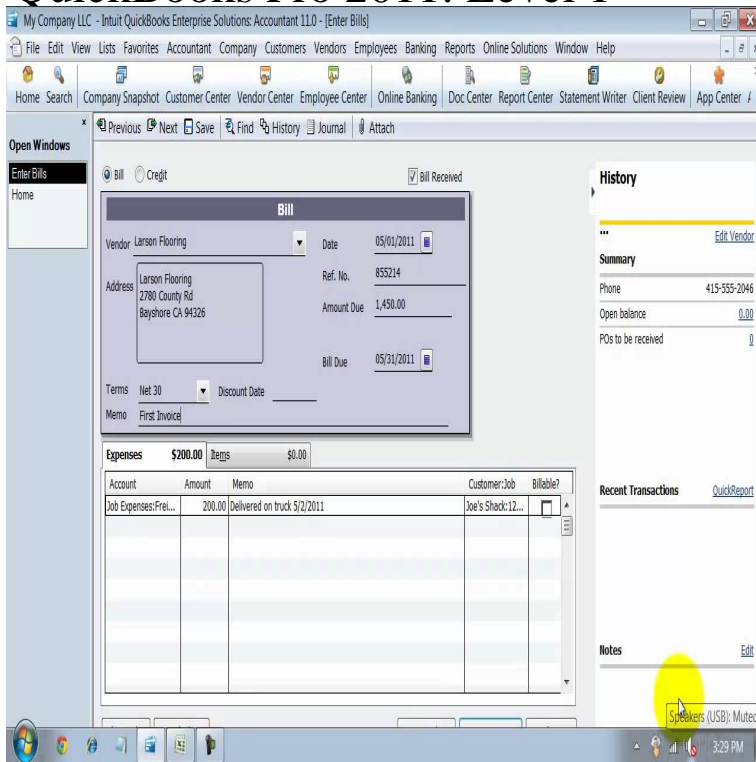 QuickBooks Pro 2011: Level 1
My Company LLC - Intuit QuickBooks Enterprise Solutions: Accountant 11.0 - [Enter Bills]
File Edit View Lists Favorites Accountant Company Customers Vendors Employees Banking Reports Online Solutions Window Help
Home Search Company Snapshot Customer Center Vendor Center Employee Center Online Banking Doc Center Report Center Statement Writer Client Review App Center
Previous Next Save Find History Journal Attach
Open Windows
Enter Bills
Home
Bill Credit Bill Received
Bill
Vendor Larson Flooring Date 05/01/2011
Address Larson Flooring
2780 County Rd
Bayshore CA 94326
Ref. No. 855214
Amount Due 1,450.00
Bill Due 05/31/2011
Terms Net 30 Discount Date
Memo First Invoice
Expenses $200.00 Items $0.00
Account Amount Memo Customer:Job Billable?
Job Expenses:Frei... 200.00 Delivered on truck 5/2/2011 Joe's Shack:12...
History
... Edit Vendor
Summary
Phone 415-555-2046
Open balance 0.00
POs to be received 0
Recent Transactions QuickReport
Notes Edit
Speakers (USB): Muted
3:29 PM